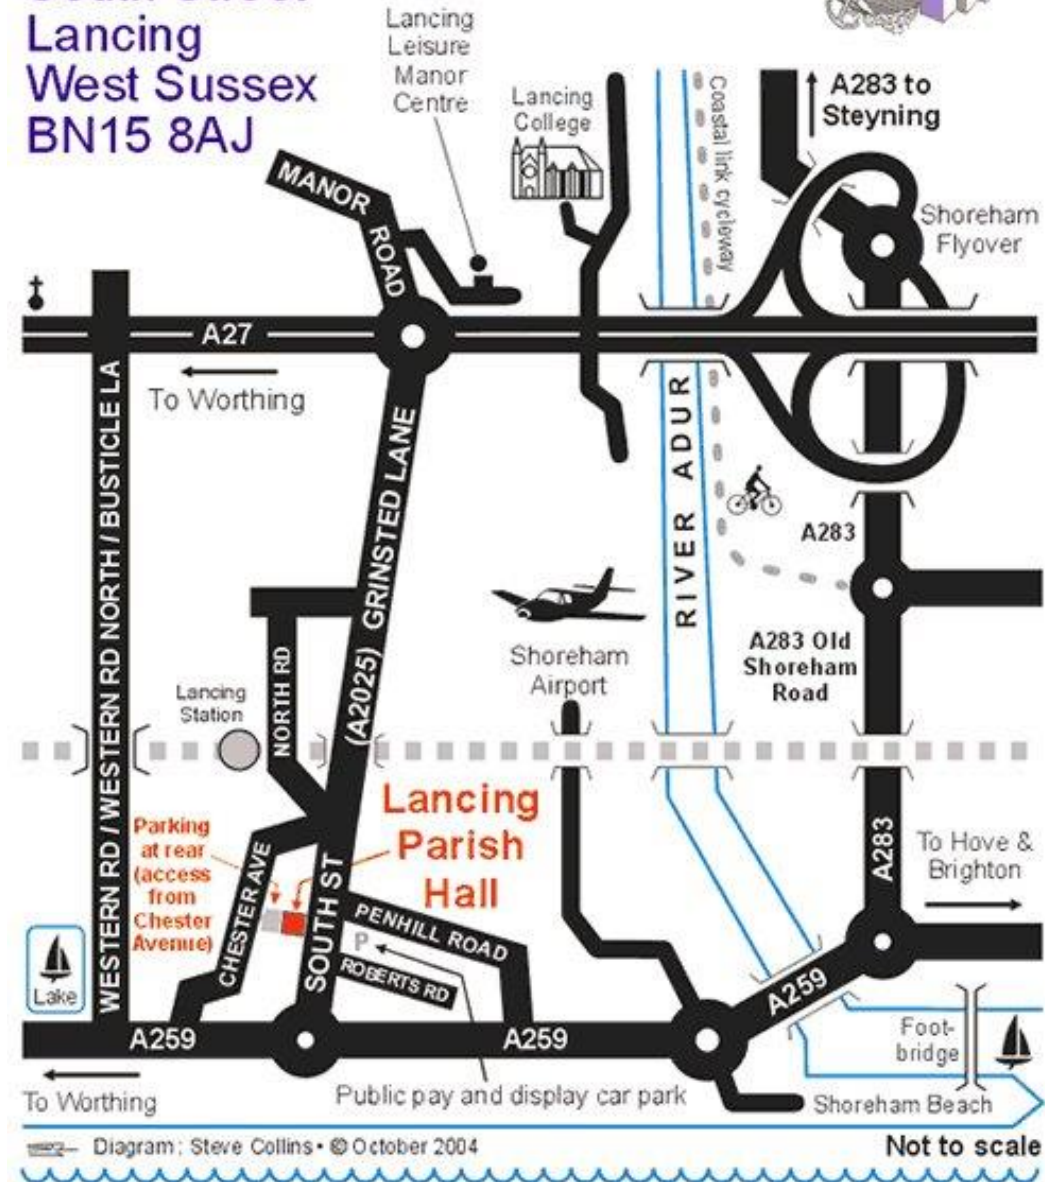 Lancing
West Sussex
BN15 8AJ
Lancing
Leisure
Manor
Centre
Lancing
College
Coastal link cycleway
A283 to
Steyning
MANOR
ROAD
Shoreham
Flyover
A27
To Worthing
WESTERN RD / WESTERN RD NORTH / BUSTICLE LA
(A2025) GRINSTED LANE
RIVER ADUR
A283
A283 Old
Shoreham
Road
Shoreham
Airport
NORTH RD
Lancing
Station
Lancing
Parish
Hall
Parking
at rear
(access
from
Chester
Avenue)
CHESTER AVE
SOUTH ST
PENHILL ROAD
P
ROBERTS RD
A283
To Hove &
Brighton
Lake
A259
A259
A259
Foot-
bridge
To Worthing
Public pay and display car park
Shoreham Beach
Diagram: Steve Collins • © October 2004
Not to scale